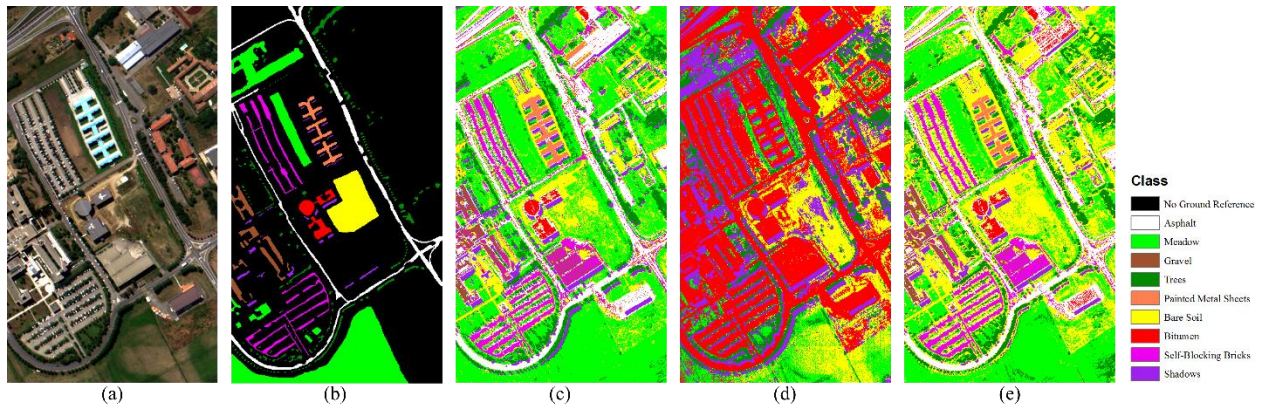 Class
No Ground Reference
Asphalt
Meadow
Gravel
Trees
Painted Metal Sheets
Bare Soil
Bitumen
Self-Blocking Bricks
Shadows
(a) (b) (c) (d) (e)